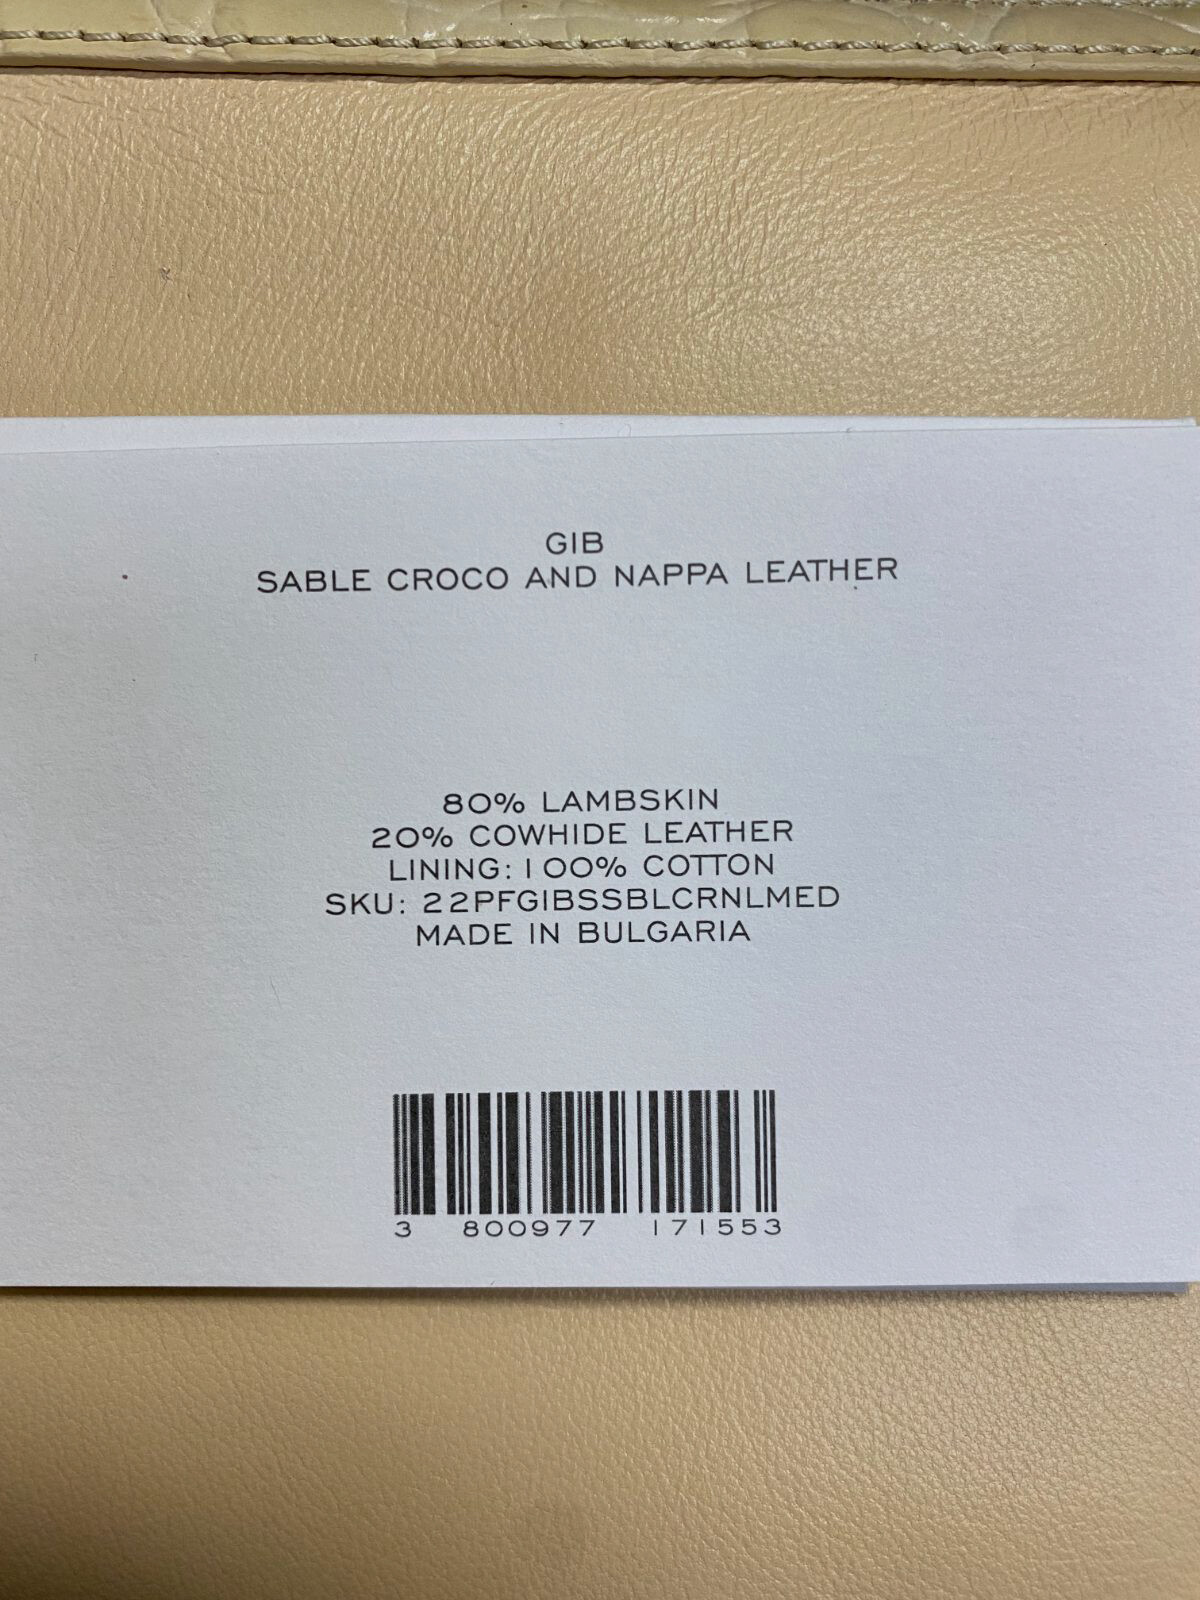 GIB
SABLE CROCO AND NAPPA LEATHER
80% LAMBSKIN
20% COWHIDE LEATHER
LINING: 100% COTTON
SKU: 22PFGIBSSBLCRNLMED
MADE IN BULGARIA
3 800977 171553